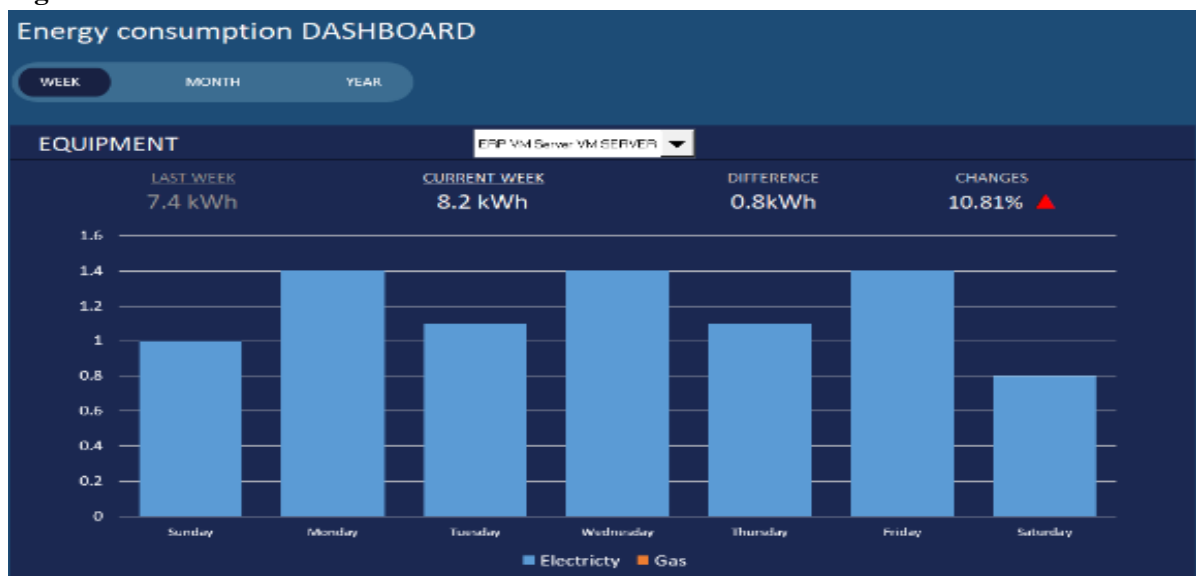 Energy consumption DASHBOARD
WEEK MONTH YEAR
EQUIPMENT ERP VM Server VM SERVER
LAST WEEK CURRENT WEEK DIFFERENCE CHANGES
7.4 kWh 8.2 kWh 0.8kWh 10.81%
1.6
1.4
1.2
1
0.8
0.6
0.4
0.2
0
Sunday Monday Tuesday Wednesday Thursday Friday Saturday
Electricty Gas